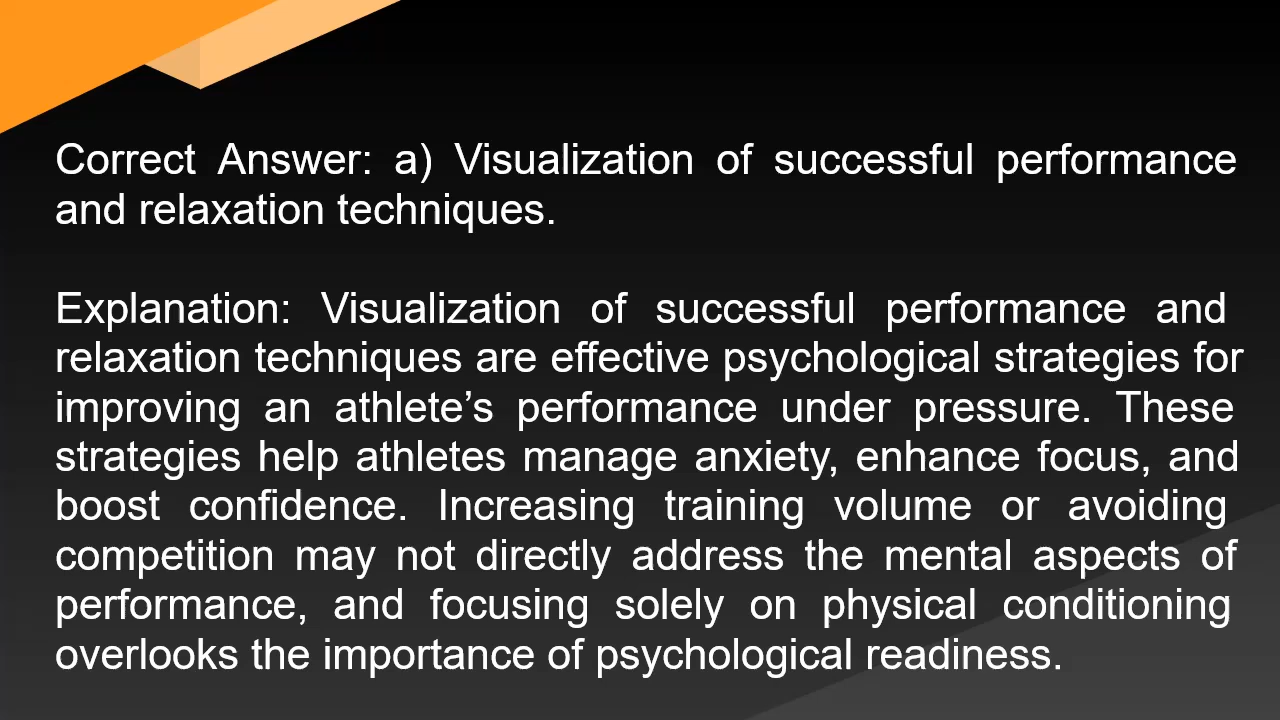 Correct Answer: a) Visualization of successful performance
and relaxation techniques.
Explanation: Visualization of successful performance and
relaxation techniques are effective psychological strategies for
improving an athlete’s performance under pressure. These
strategies help athletes manage anxiety, enhance focus, and
boost confidence. Increasing training volume or avoiding
competition may not directly address the mental aspects of
performance, and focusing solely on physical conditioning
overlooks the importance of psychological readiness.